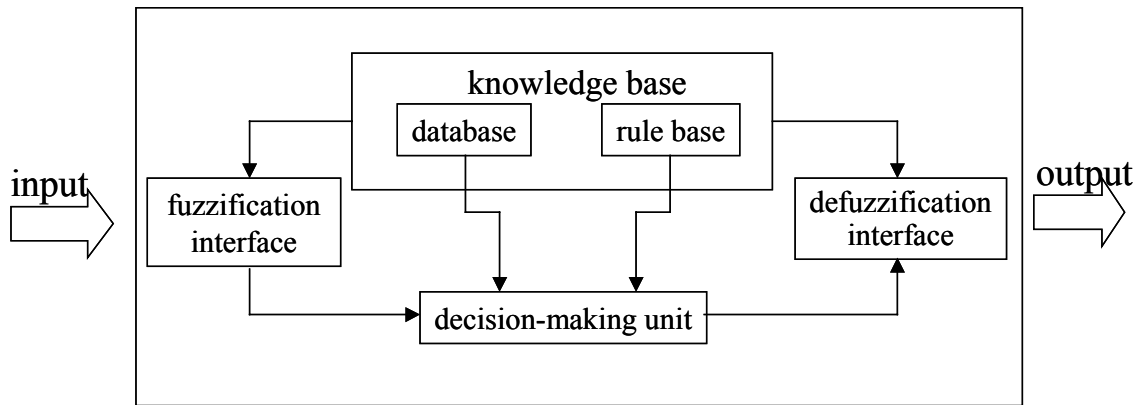 knowledge base
database
rule base
input
fuzzification
interface
defuzzification
interface
output
decision-making unit